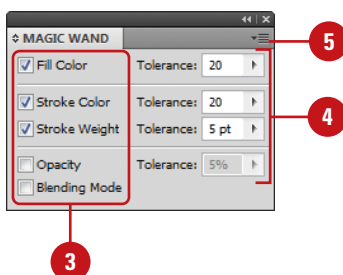 MAGIC WAND
5
Fill Color Tolerance: 20
Stroke Color Tolerance: 20
4
Stroke Weight Tolerance: 5 pt
Opacity Tolerance: 5%
Blending Mode
3